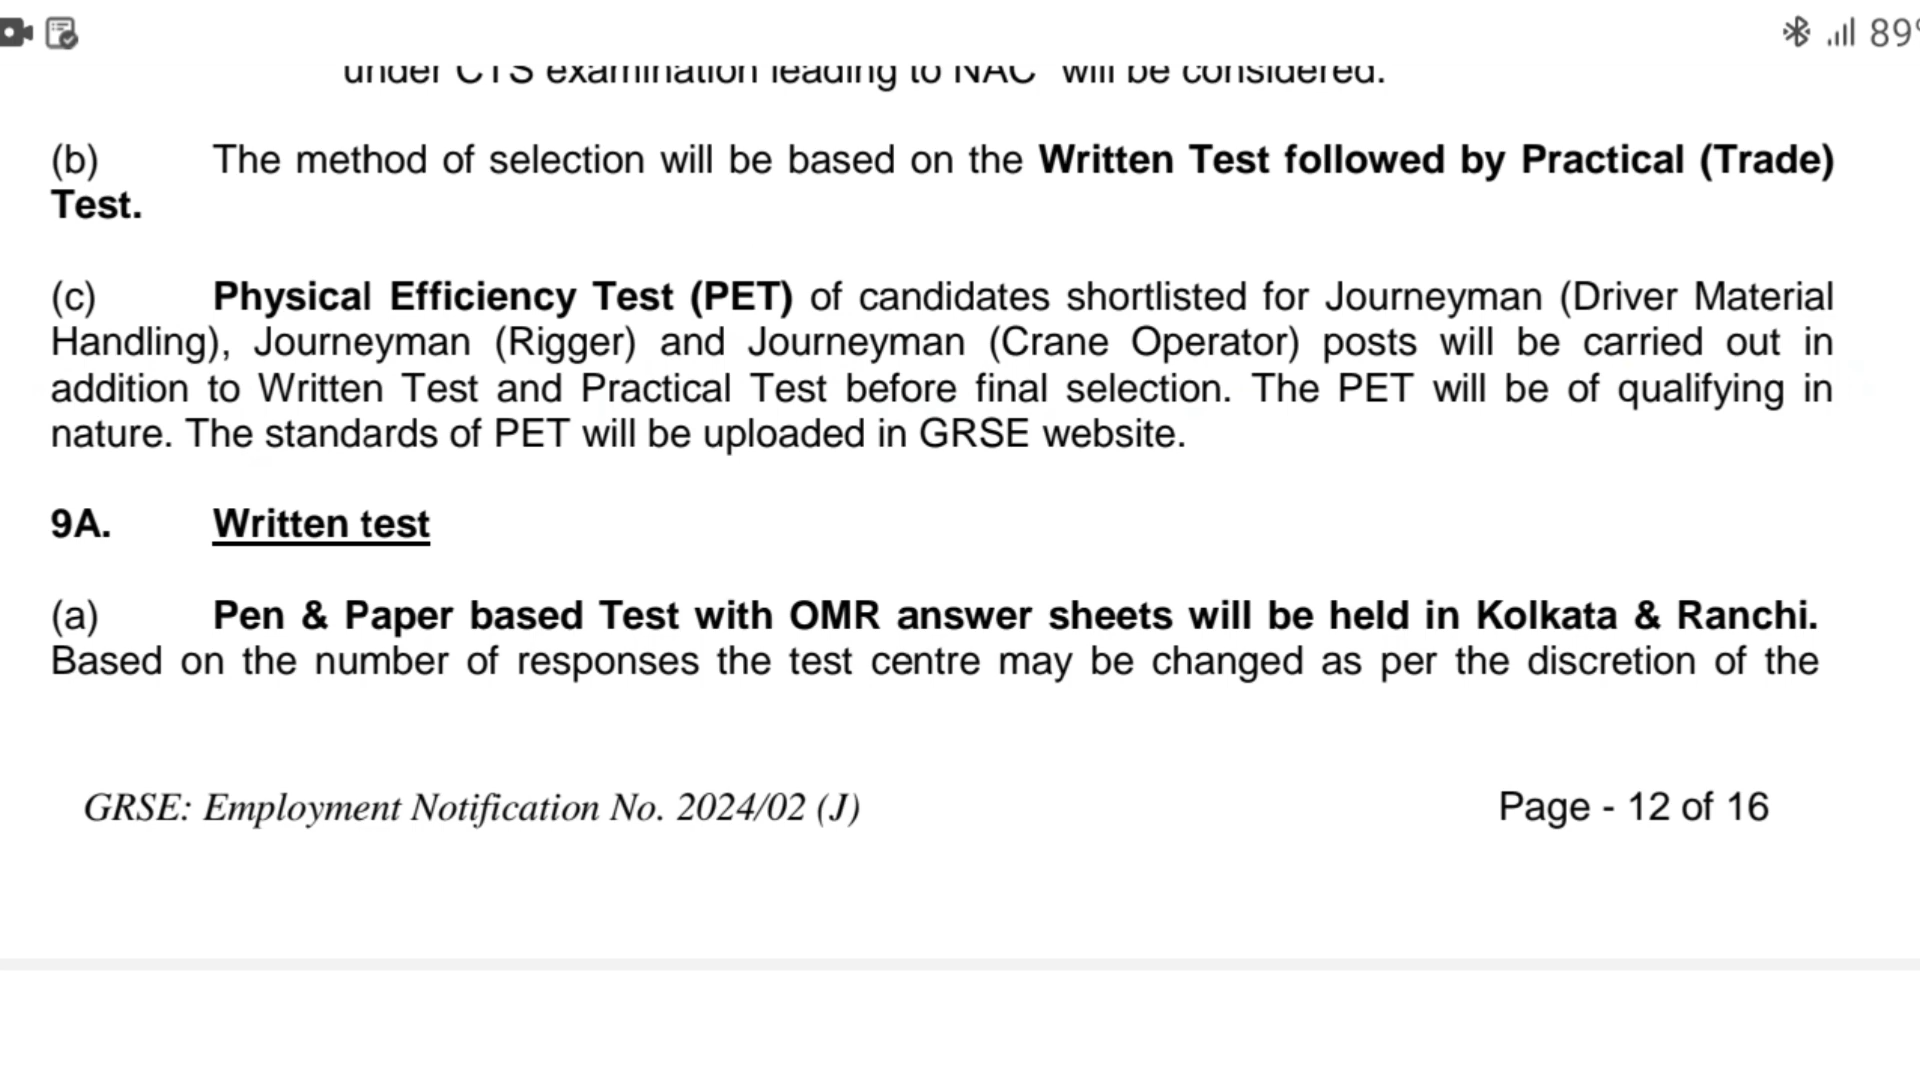 89
under CTS examination leading to NAC" will be considered.
(b) The method of selection will be based on the Written Test followed by Practical (Trade)
Test.
(c) Physical Efficiency Test (PET) of candidates shortlisted for Journeyman (Driver Material
Handling), Journeyman (Rigger) and Journeyman (Crane Operator) posts will be carried out in
addition to Written Test and Practical Test before final selection. The PET will be of qualifying in
nature. The standards of PET will be uploaded in GRSE website.
9A. Written test
(a) Pen & Paper based Test with OMR answer sheets will be held in Kolkata & Ranchi.
Based on the number of responses the test centre may be changed as per the discretion of the
GRSE: Employment Notification No. 2024/02 (J) Page - 12 of 16